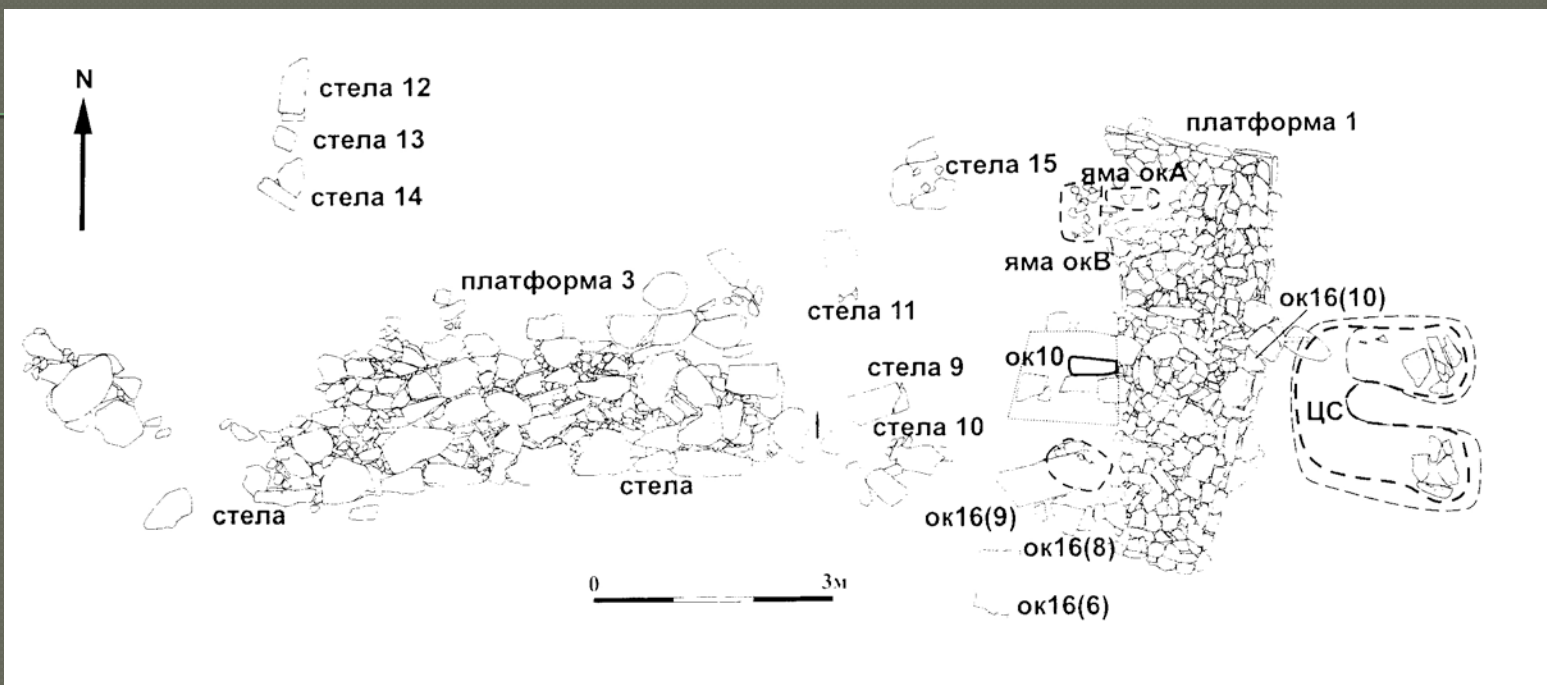 N
стела 12
стела 13
стела 14
платформа 1
стела 15
яма окА
яма окВ
платформа 3
ок16(10)
стела 11
ок10
стела 9
ЦС
стела 10
стела
стела
ок16(9)
ок16(8)
0 3м
ок16(6)